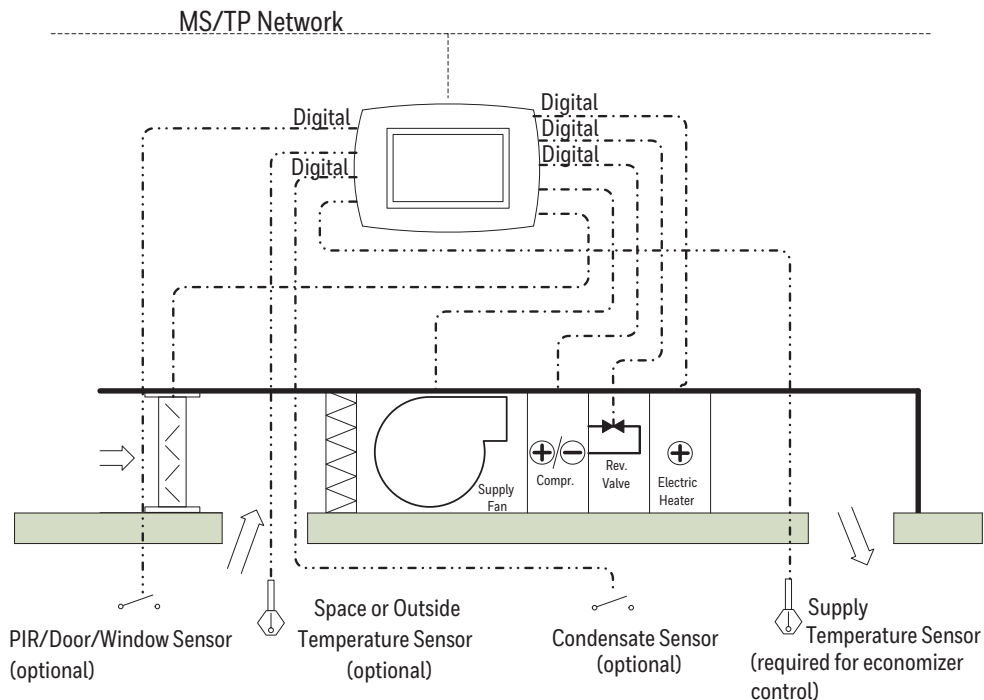 MS/TP Network
Digital
Digital
Digital
Digital
Digital
Supply
Fan
Compr.
Rev.
Valve
Electric
Heater
PIR/Door/Window Sensor
(optional)
Space or Outside
Temperature Sensor
(optional)
Condensate Sensor
(optional)
Supply
Temperature Sensor
(required for economizer
control)